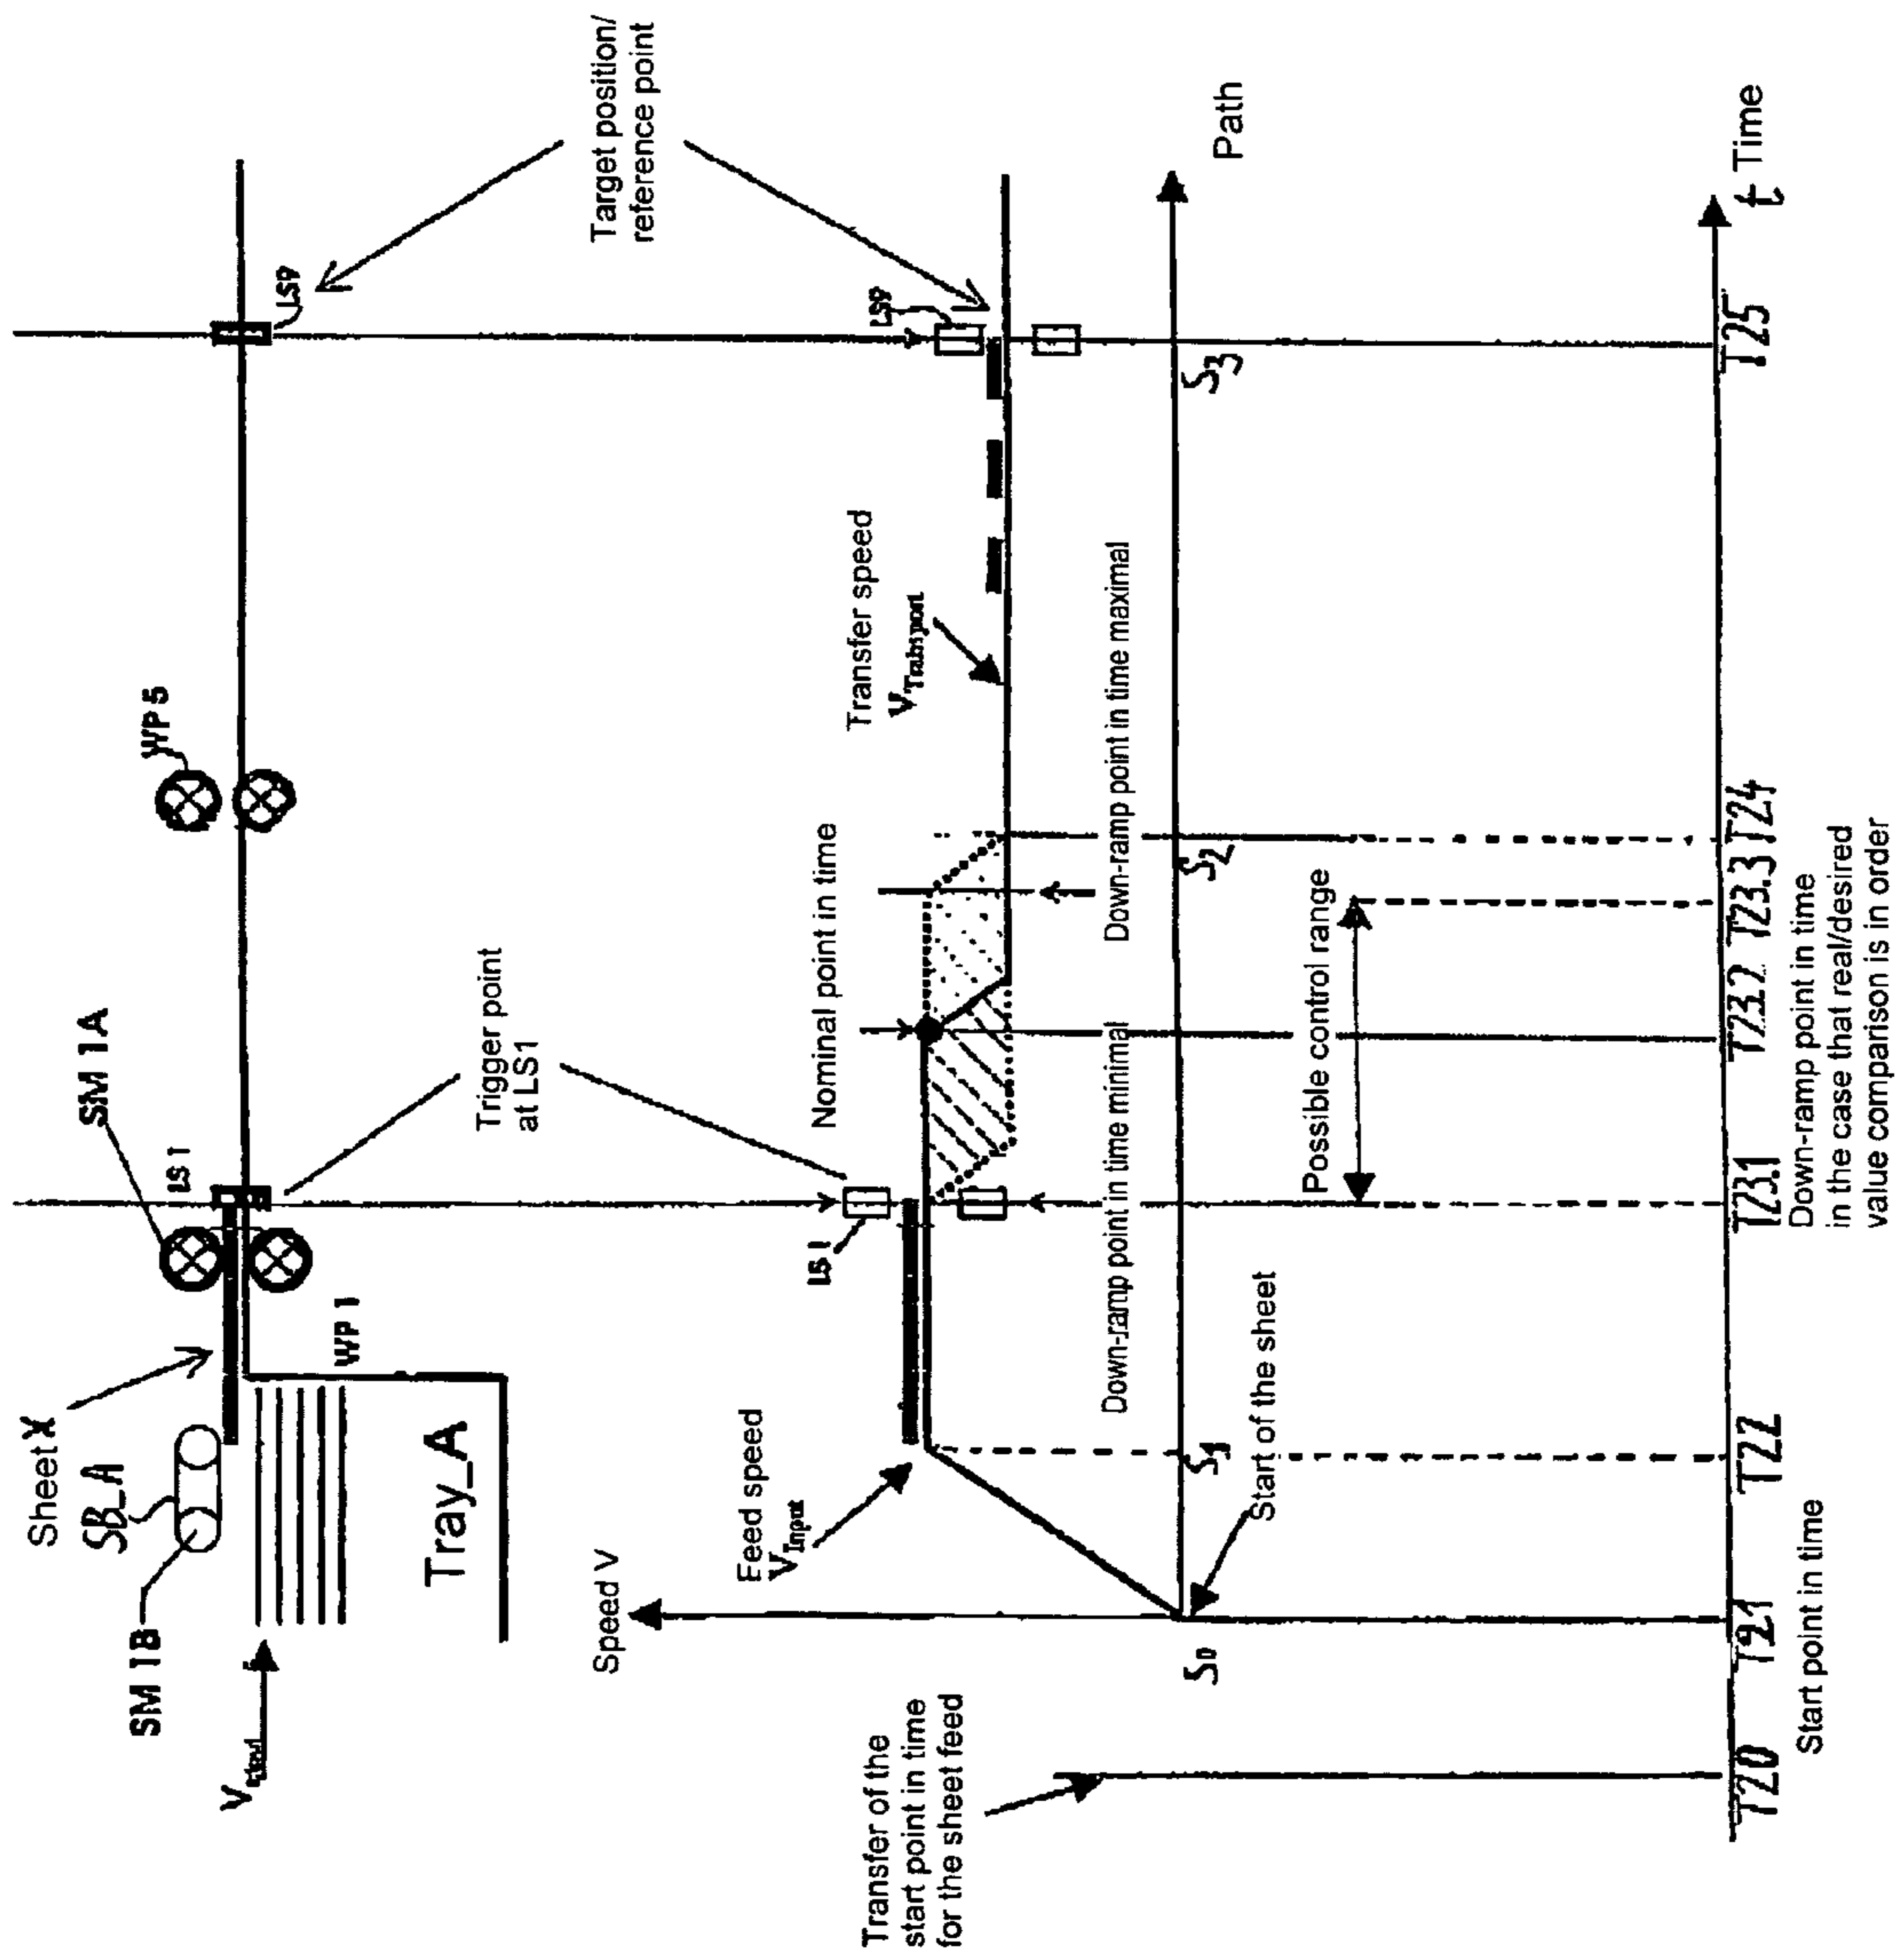 V
SM 1B
SB_A
Sheet X
SM 1A
LS 1
WP 1
Tray_A
WP 5
LS9
Trigger point
at LS1
Target position/
reference point
Speed V
Feed speed
V Input
LS 1
Nominal point in time
Transfer speed
V Transport
LS9
Transfer of the
start point in time
for the sheet feed
Down-ramp point in time minimal
Down-ramp point in time maximal
S0
S1
S2
S3
Path
Start of the sheet
Possible control range
T20
T21
T22
T23.1
T23.2
T23.3
T24
T25
t Time
Start point in time
Down-ramp point in time
in the case that real/desired
value comparison is in order